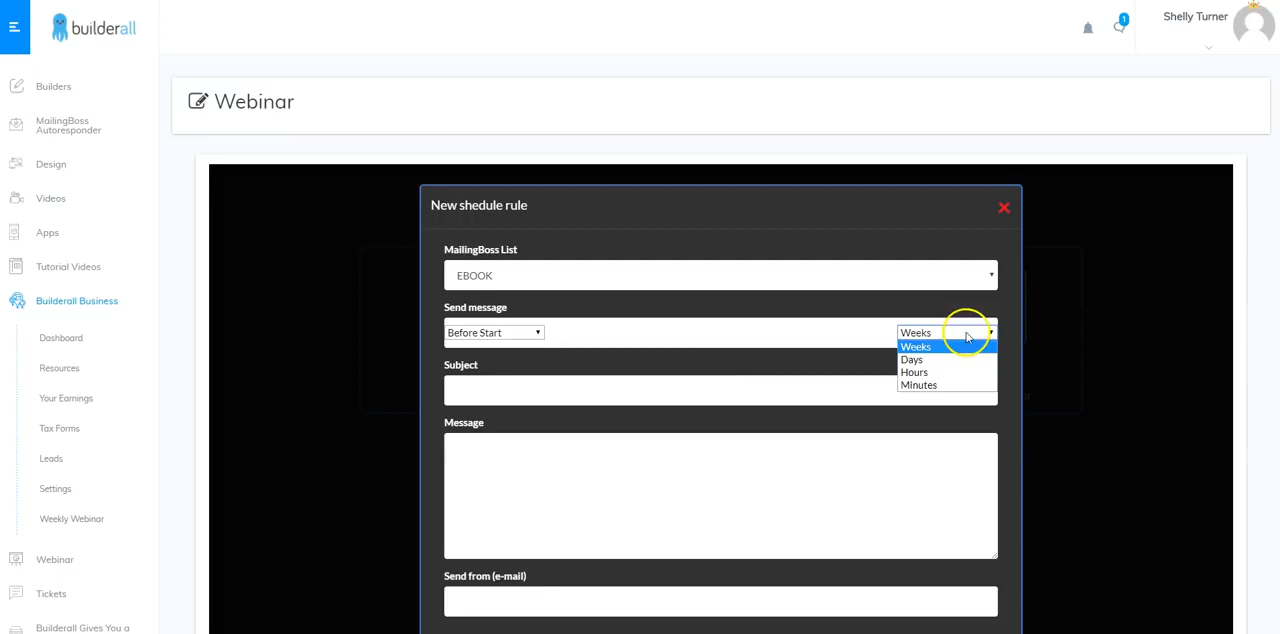 builderall
1
Shelly Turner
Builders
MailingBoss
Autoresponder
Design
Videos
Apps
Tutorial Videos
Builderall Business
Dashboard
Resources
Your Earnings
Tax Forms
Leads
Settings
Weekly Webinar
Webinar
Tickets
Builderall Gives You a
Webinar
New shedule rule
MailingBoss List
EBOOK
Send message
Before Start
Weeks
Weeks
Days
Hours
Minutes
Subject
Message
Send from (e-mail)